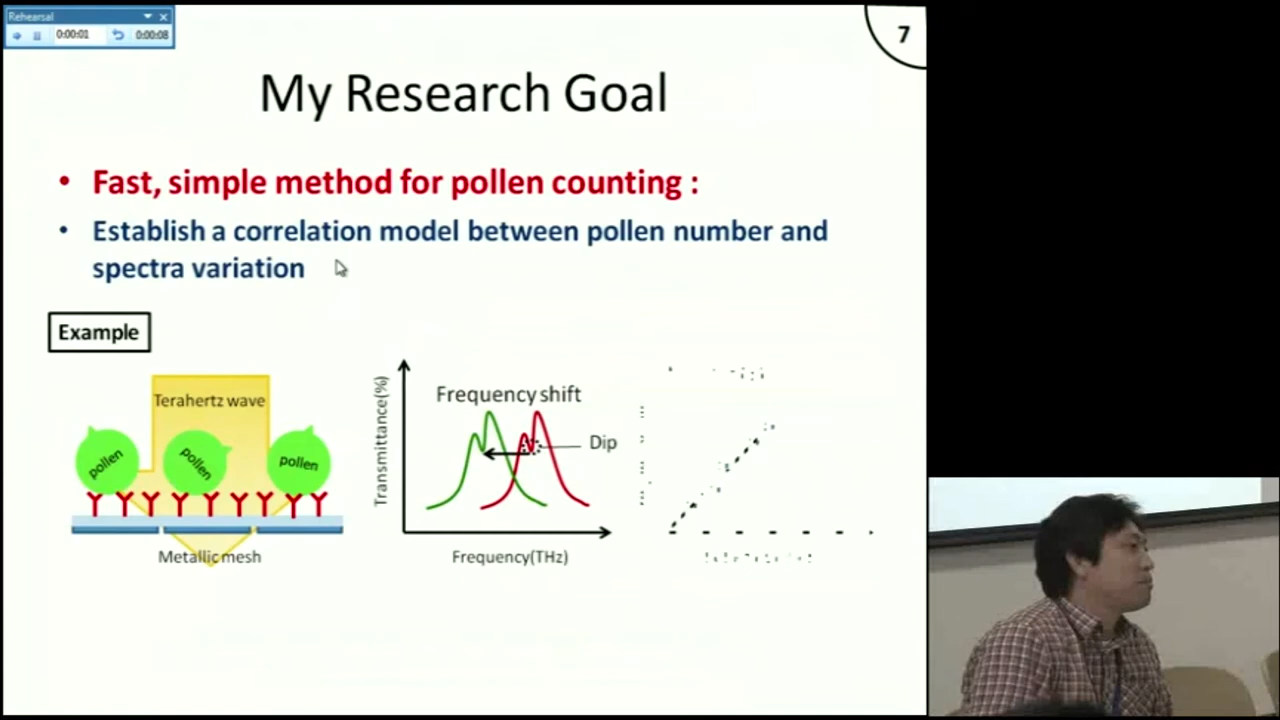 Rehearsal
0:00:01
0:00:08
7
My Research Goal
• Fast, simple method for pollen counting :
• Establish a correlation model between pollen number and
spectra variation
Example
Terahertz wave
pollen
pollen
pollen
Metallic mesh
Transmittance(%)
Frequency shift
Dip
Frequency(THz)